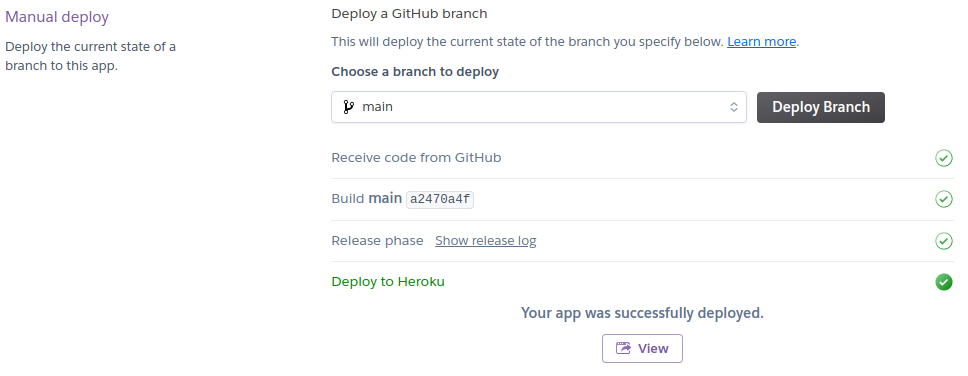 Manual deploy
Deploy the current state of a
branch to this app.
Deploy a GitHub branch
This will deploy the current state of the branch you specify below. Learn more.
Choose a branch to deploy
main
Deploy Branch
Receive code from GitHub
Build main a2470a4f
Release phase Show release log
Deploy to Heroku
Your app was successfully deployed.
View